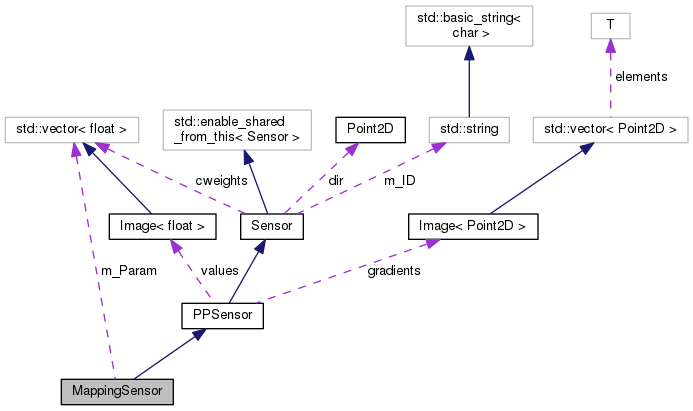 std::basic_string<
char >
T
elements
std::vector< float >
std::enable_shared
_from_this< Sensor >
Point2D
std::string
std::vector< Point2D >
cweights
dir
m_ID
Image< float >
Sensor
Image< Point2D >
m_Param
values
gradients
PPSensor
MappingSensor